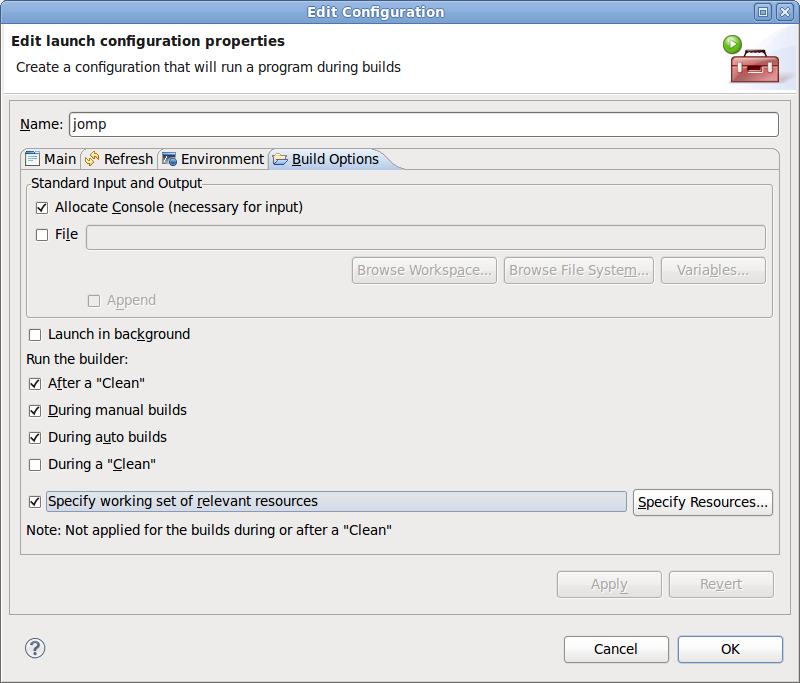 Edit Configuration
Edit launch configuration properties
Create a configuration that will run a program during builds
Name: jomp
Main Refresh Environment Build Options
Standard Input and Output
Allocate Console (necessary for input)
File
Browse Workspace... Browse File System... Variables...
Append
Launch in background
Run the builder:
After a "Clean"
During manual builds
During auto builds
During a "Clean"
Specify working set of relevant resources Specify Resources...
Note: Not applied for the builds during or after a "Clean"
Apply Revert
? Cancel OK